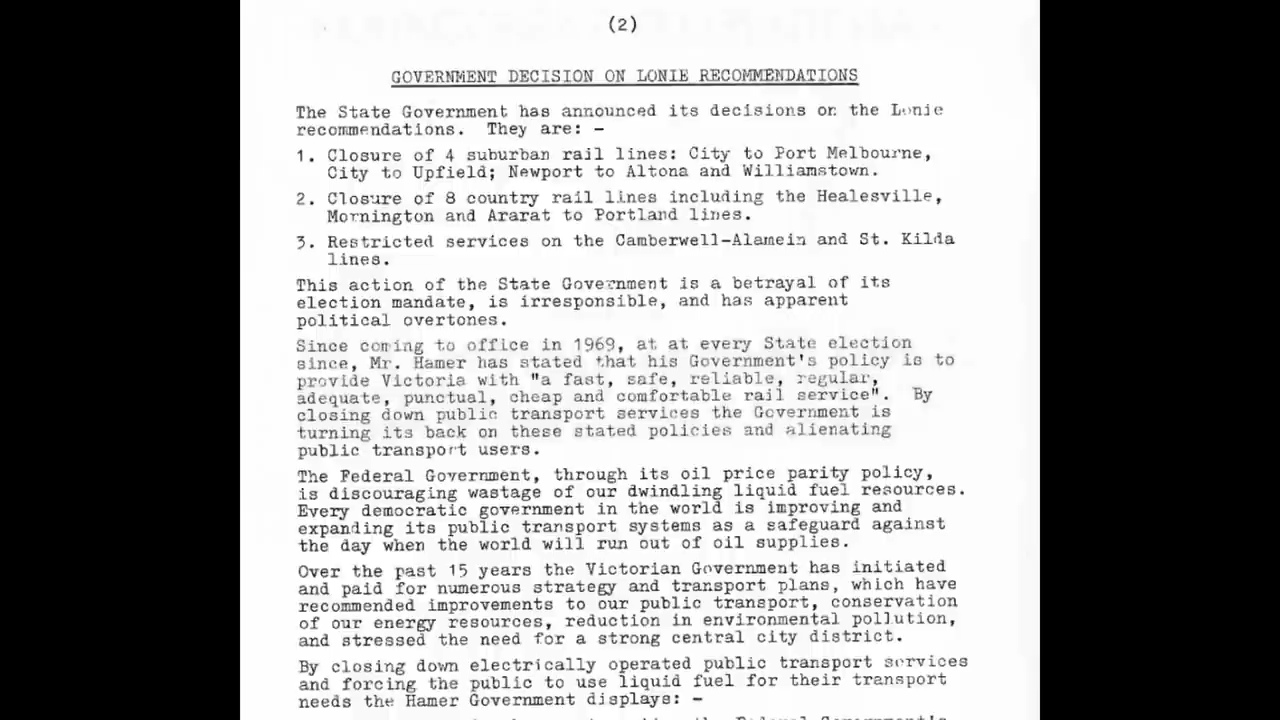 (2)
GOVERNMENT DECISION ON LONIE RECOMMENDATIONS
The State Government has announced its decisions on the Lonie
recommendations. They are: -
1. Closure of 4 suburban rail lines: City to Port Melbourne,
City to Upfield; Newport to Altona and Williamstown.
2. Closure of 8 country rail lines including the Healesville,
Mornington and Ararat to Portland lines.
3. Restricted services on the Camberwell-Alamein and St. Kilda
lines.
This action of the State Government is a betrayal of its
election mandate, is irresponsible, and has apparent
political overtones.
Since coming to office in 1969, at at every State election
since, Mr. Hamer has stated that his Government's policy is to
provide Victoria with "a fast, safe, reliable, regular,
adequate, punctual, cheap and comfortable rail service". By
closing down public transport services the Government is
turning its back on these stated policies and alienating
public transport users.
The Federal Government, through its oil price parity policy,
is discouraging wastage of our dwindling liquid fuel resources.
Every democratic government in the world is improving and
expanding its public transport systems as a safeguard against
the day when the world will run out of oil supplies.
Over the past 15 years the Victorian Government has initiated
and paid for numerous strategy and transport plans, which have
recommended improvements to our public transport, conservation
of our energy resources, reduction in environmental pollution,
and stressed the need for a strong central city district.
By closing down electrically operated public transport services
and forcing the public to use liquid fuel for their transport
needs the Hamer Government displays: -
the Federal Government's